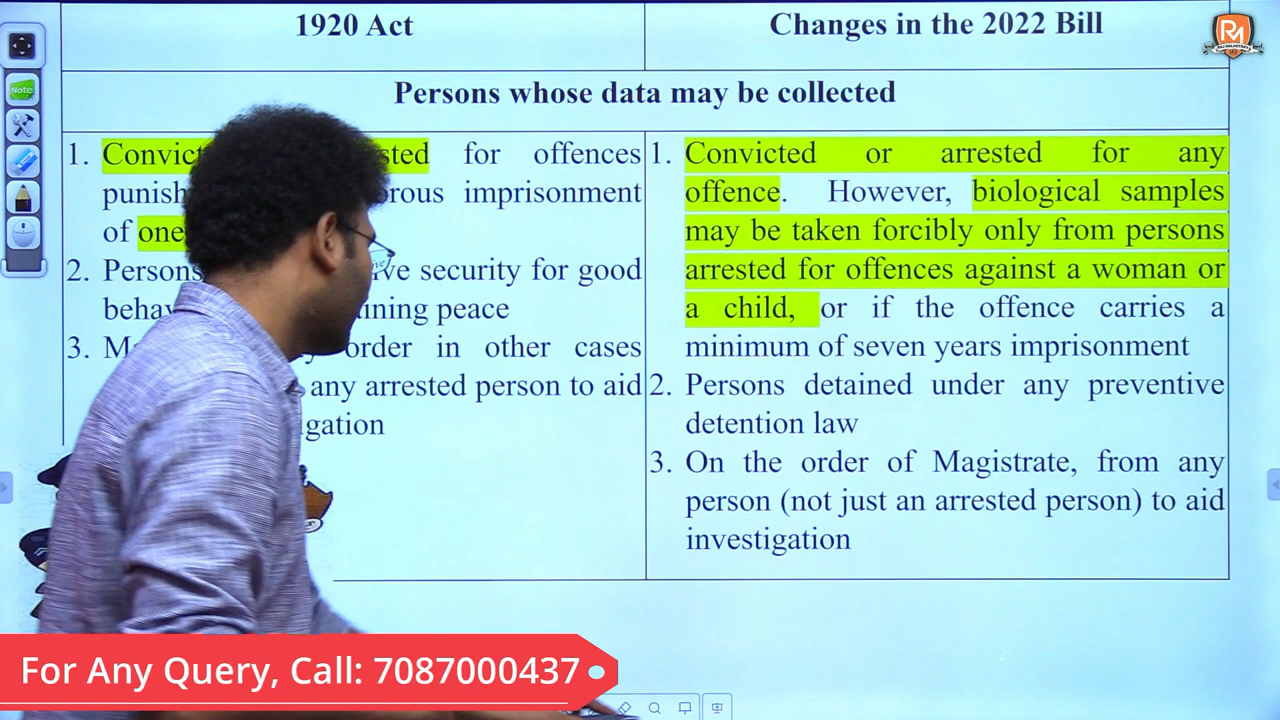 1920 Act
Changes in the 2022 Bill
Persons whose data may be collected
1. Convict sted for offences
punish orous imprisonment
of one
2. Persons ve security for good
behav ining peace
3. M order in other cases
any arrested person to aid
igation
1. Convicted or arrested for any
offence. However, biological samples
may be taken forcibly only from persons
arrested for offences against a woman or
a child, or if the offence carries a
minimum of seven years imprisonment
2. Persons detained under any preventive
detention law
3. On the order of Magistrate, from any
person (not just an arrested person) to aid
investigation
Note
RM
For Any Query, Call: 7087000437